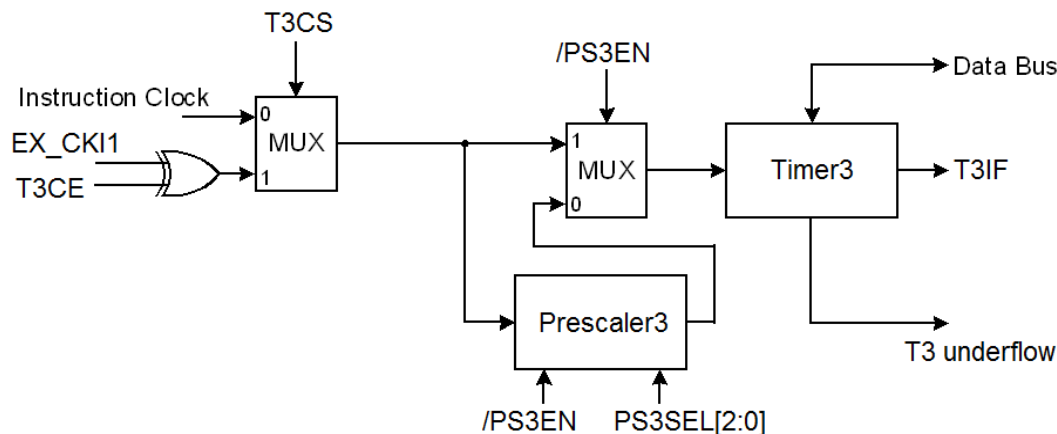 T3CS
/PS3EN
Instruction Clock
0
MUX
EX_CKI1
T3CE
1
1
MUX
0
Timer3
Data Bus
T3IF
Prescaler3
T3 underflow
/PS3EN
PS3SEL[2:0]